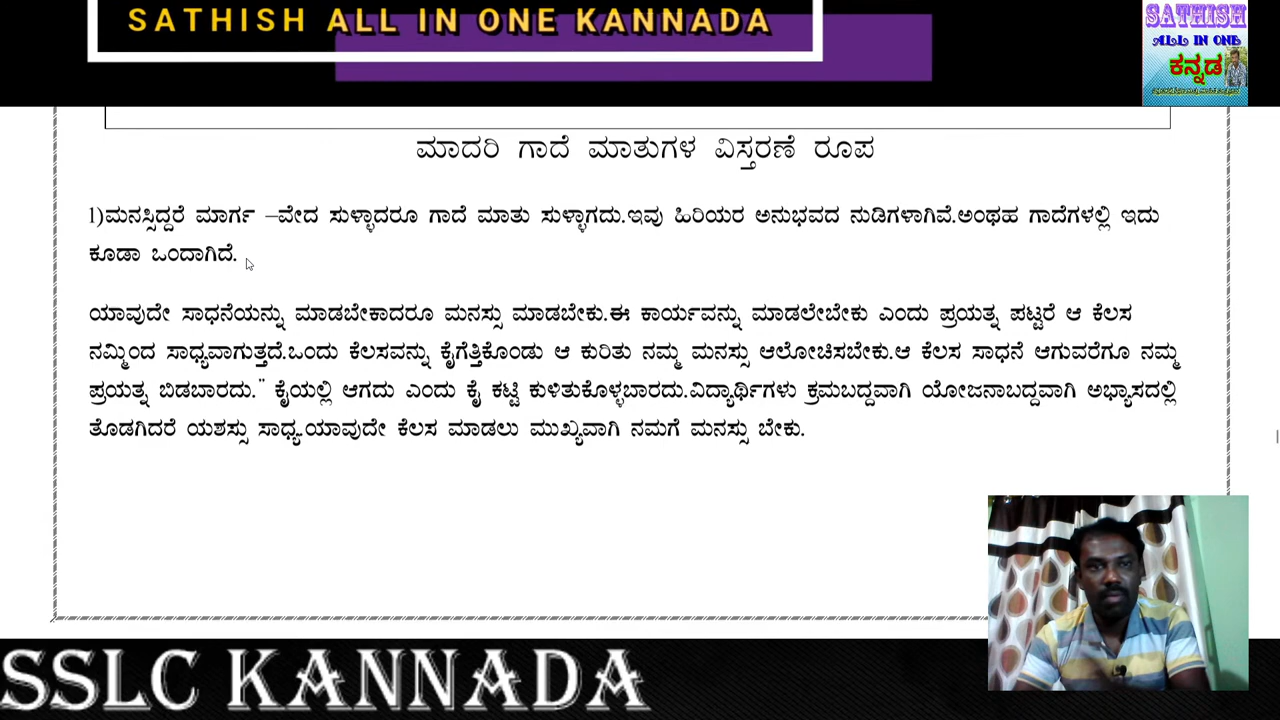 SATHISH ALL IN ONE KANNADA
SATHISH
ALL IN ONE
ಕನ್ನಡ
ಮಾದರಿ ಗಾದೆ ಮಾತುಗಳ ವಿಸ್ತರಣೆ ರೂಪ
1)ಮನಸ್ಸಿದ್ದರೆ ಮಾರ್ಗ –ವೇದ ಸುಳ್ಳಾದರೂ ಗಾದೆ ಮಾತು ಸುಳ್ಳಾಗದು.ಇವು ಹಿರಿಯರ ಅನುಭವದ ನುಡಿಗಳಾಗಿವೆ.ಅಂಥಹ ಗಾದೆಗಳಲ್ಲಿ ಇದು
ಕೂಡಾ ಒಂದಾಗಿದೆ.
ಯಾವುದೇ ಸಾಧನೆಯನ್ನು ಮಾಡಬೇಕಾದರೂ ಮನಸ್ಸು ಮಾಡಬೇಕು.ಈ ಕಾರ್ಯವನ್ನು ಮಾಡಲೇಬೇಕು ಎಂದು ಪ್ರಯತ್ನ ಪಟ್ಟರೆ ಆ ಕೆಲಸ
ನಮ್ಮಿಂದ ಸಾಧ್ಯವಾಗುತ್ತದೆ.ಒಂದು ಕೆಲಸವನ್ನು ಕೈಗೆತ್ತಿಕೊಂಡು ಆ ಕುರಿತು ನಮ್ಮ ಮನಸ್ಸು ಆಲೋಚಿಸಬೇಕು.ಆ ಕೆಲಸ ಸಾಧನೆ ಆಗುವರೆಗೂ ನಮ್ಮ
ಪ್ರಯತ್ನ ಬಿಡಬಾರದು.¨ ಕೈಯಲ್ಲಿ ಆಗದು ಎಂದು ಕೈ ಕಟ್ಟಿ ಕುಳಿತುಕೊಳ್ಳಬಾರದು.ವಿದ್ಯಾರ್ಥಿಗಳು ಕ್ರಮಬದ್ದವಾಗಿ ಯೋಜನಾಬದ್ದವಾಗಿ ಅಭ್ಯಾಸದಲ್ಲಿ
ತೊಡಗಿದರೆ ಯಶಸ್ಸು ಸಾಧ್ಯ.ಯಾವುದೇ ಕೆಲಸ ಮಾಡಲು ಮುಖ್ಯವಾಗಿ ನಮಗೆ ಮನಸ್ಸು ಬೇಕು.
SSLC KANNADA